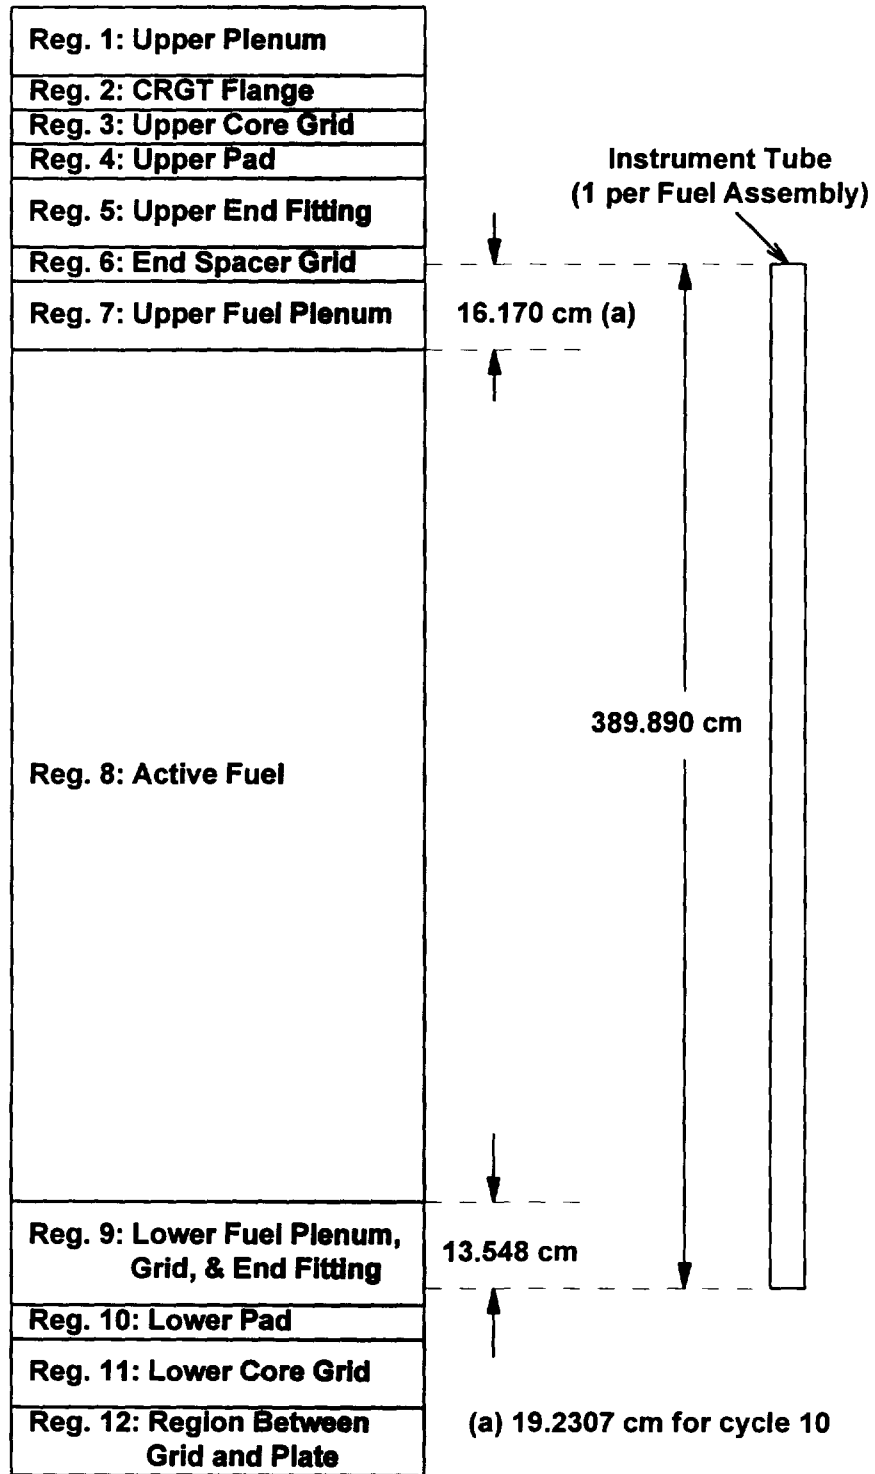 Reg. 1: Upper Plenum
Reg. 2: CRGT Flange
Reg. 3: Upper Core Grid
Reg. 4: Upper Pad
Instrument Tube
(1 per Fuel Assembly)
Reg. 5: Upper End Fitting
Reg. 6: End Spacer Grid
Reg. 7: Upper Fuel Plenum
16.170 cm (a)
389.890 cm
Reg. 8: Active Fuel
Reg. 9: Lower Fuel Plenum,
Grid, & End Fitting
13.548 cm
Reg. 10: Lower Pad
Reg. 11: Lower Core Grid
Reg. 12: Region Between
Grid and Plate
(a) 19.2307 cm for cycle 10